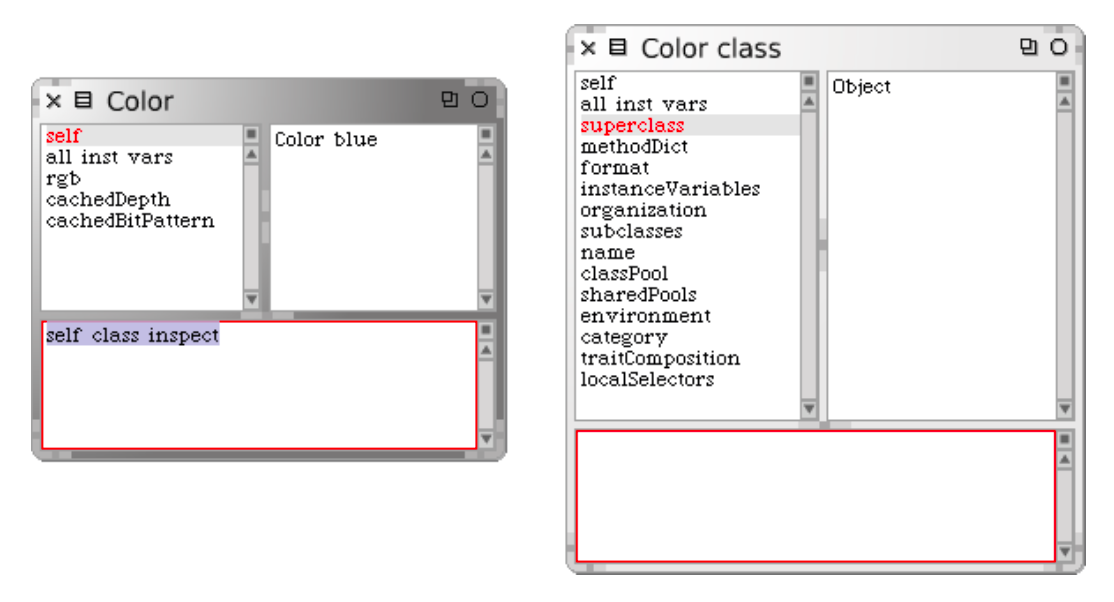 Color
self
all inst vars
rgb
cachedDepth
cachedBitPattern
Color blue
self class inspect
Color class
self
all inst vars
superclass
methodDict
format
instanceVariables
organization
subclasses
name
classPool
sharedPools
environment
category
traitComposition
localSelectors
Object